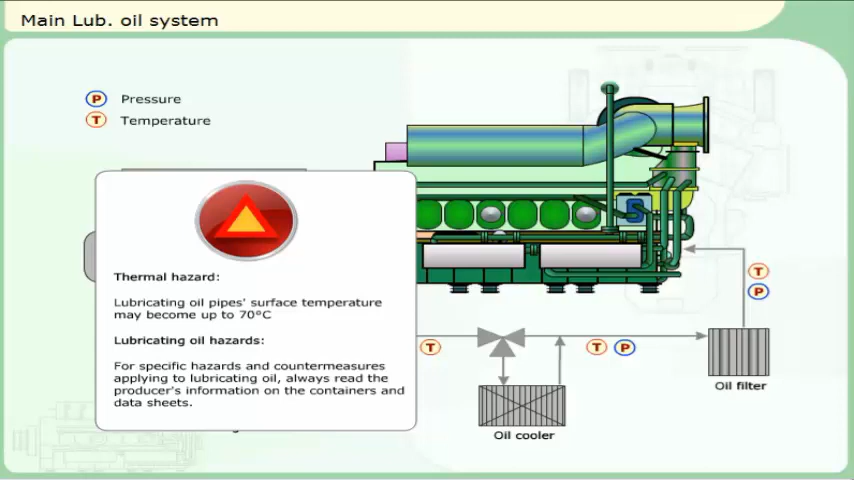 Main Lub. oil system
P Pressure
T Temperature
Thermal hazard:
Lubricating oil pipes' surface temperature
may become up to 70°C
Lubricating oil hazards:
For specific hazards and countermeasures
applying to lubricating oil, always read the
producer's information on the containers and
data sheets.
T
P
T
T P
Oil filter
Oil cooler